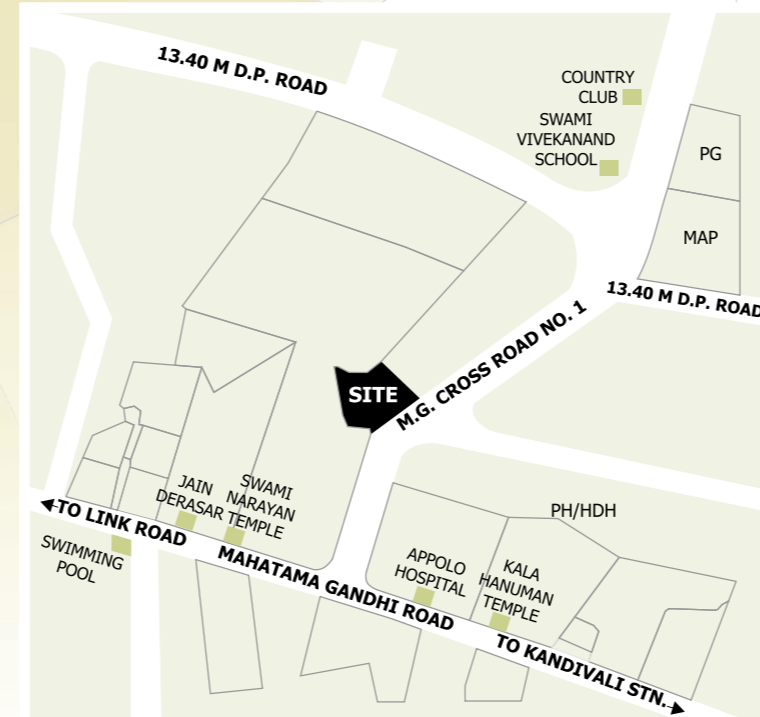 13.40 M D.P. ROAD
COUNTRY
CLUB
SWAMI
VIVEKANAND
SCHOOL
PG
MAP
13.40 M D.P. ROAD
M.G. CROSS ROAD NO. 1
SITE
JAIN
DERASAR
SWAMI
NARAYAN
TEMPLE
PH/HDH
TO LINK ROAD
SWIMMING
POOL
MAHATAMA GANDHI ROAD
APPOLO
HOSPITAL
KALA
HANUMAN
TEMPLE
TO KANDIVALI STN.